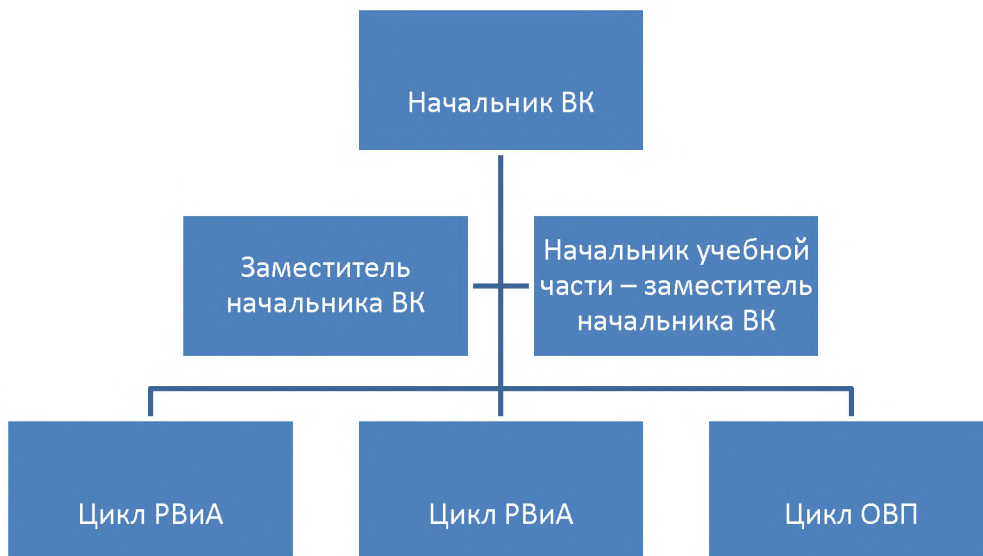 Начальник ВК
Заместитель
начальника ВК
Начальник учебной
части – заместитель
начальника ВК
Цикл РВиА
Цикл РВиА
Цикл ОВП